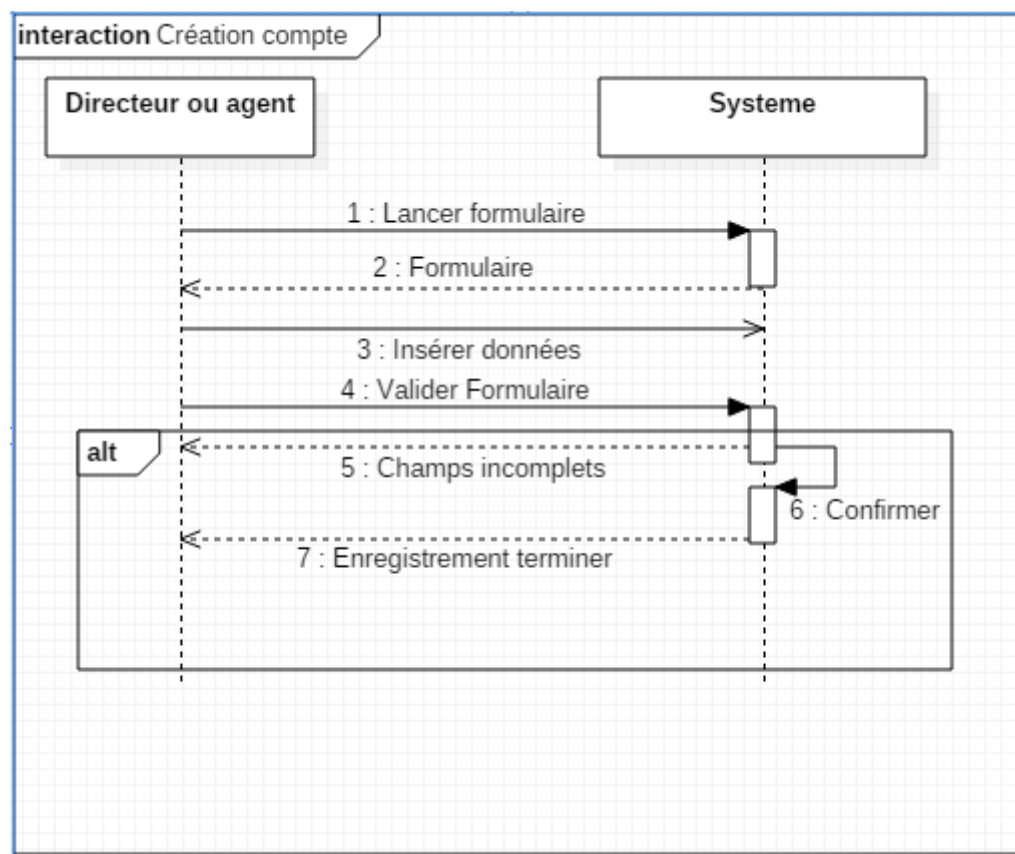 interaction Création compte
Directeur ou agent
Systeme
1 : Lancer formulaire
2 : Formulaire
3 : Insérer données
4 : Valider Formulaire
alt
5 : Champs incomplets
6 : Confirmer
7 : Enregistrement terminer